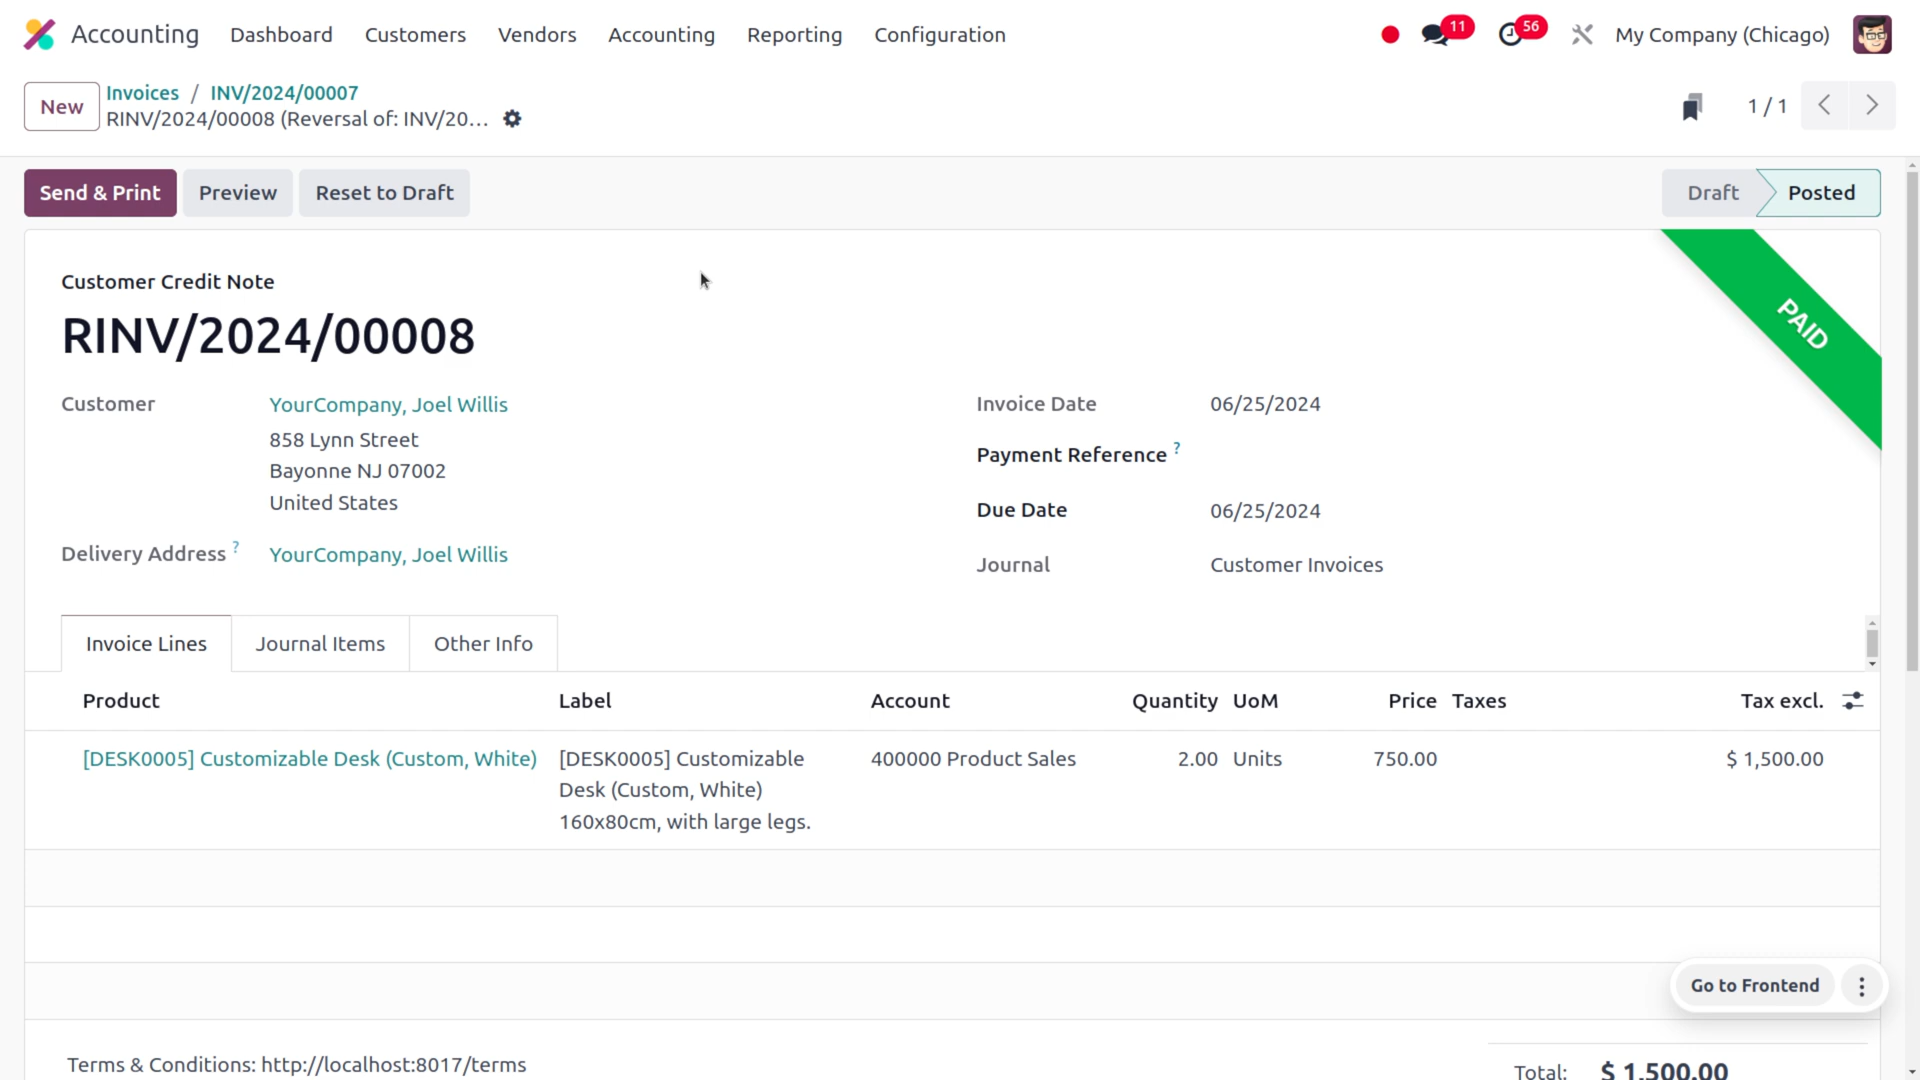 Accounting Dashboard Customers Vendors Accounting Reporting Configuration 11 56 My Company (Chicago)
New Invoices / INV/2024/00007
RINV/2024/00008 (Reversal of: INV/20... 1 / 1
Send & Print Preview Reset to Draft Draft Posted
PAID
Customer Credit Note
RINV/2024/00008
Customer YourCompany, Joel Willis Invoice Date 06/25/2024
858 Lynn Street
Bayonne NJ 07002 Payment Reference ?
United States Due Date 06/25/2024
Delivery Address ? YourCompany, Joel Willis Journal Customer Invoices
Invoice Lines Journal Items Other Info
Product Label Account Quantity UoM Price Taxes Tax excl.
[DESK0005] Customizable Desk (Custom, White) [DESK0005] Customizable 400000 Product Sales 2.00 Units 750.00 $ 1,500.00
Desk (Custom, White)
160x80cm, with large legs.
Go to Frontend
Terms & Conditions: http://localhost:8017/terms Total: $ 1,500.00